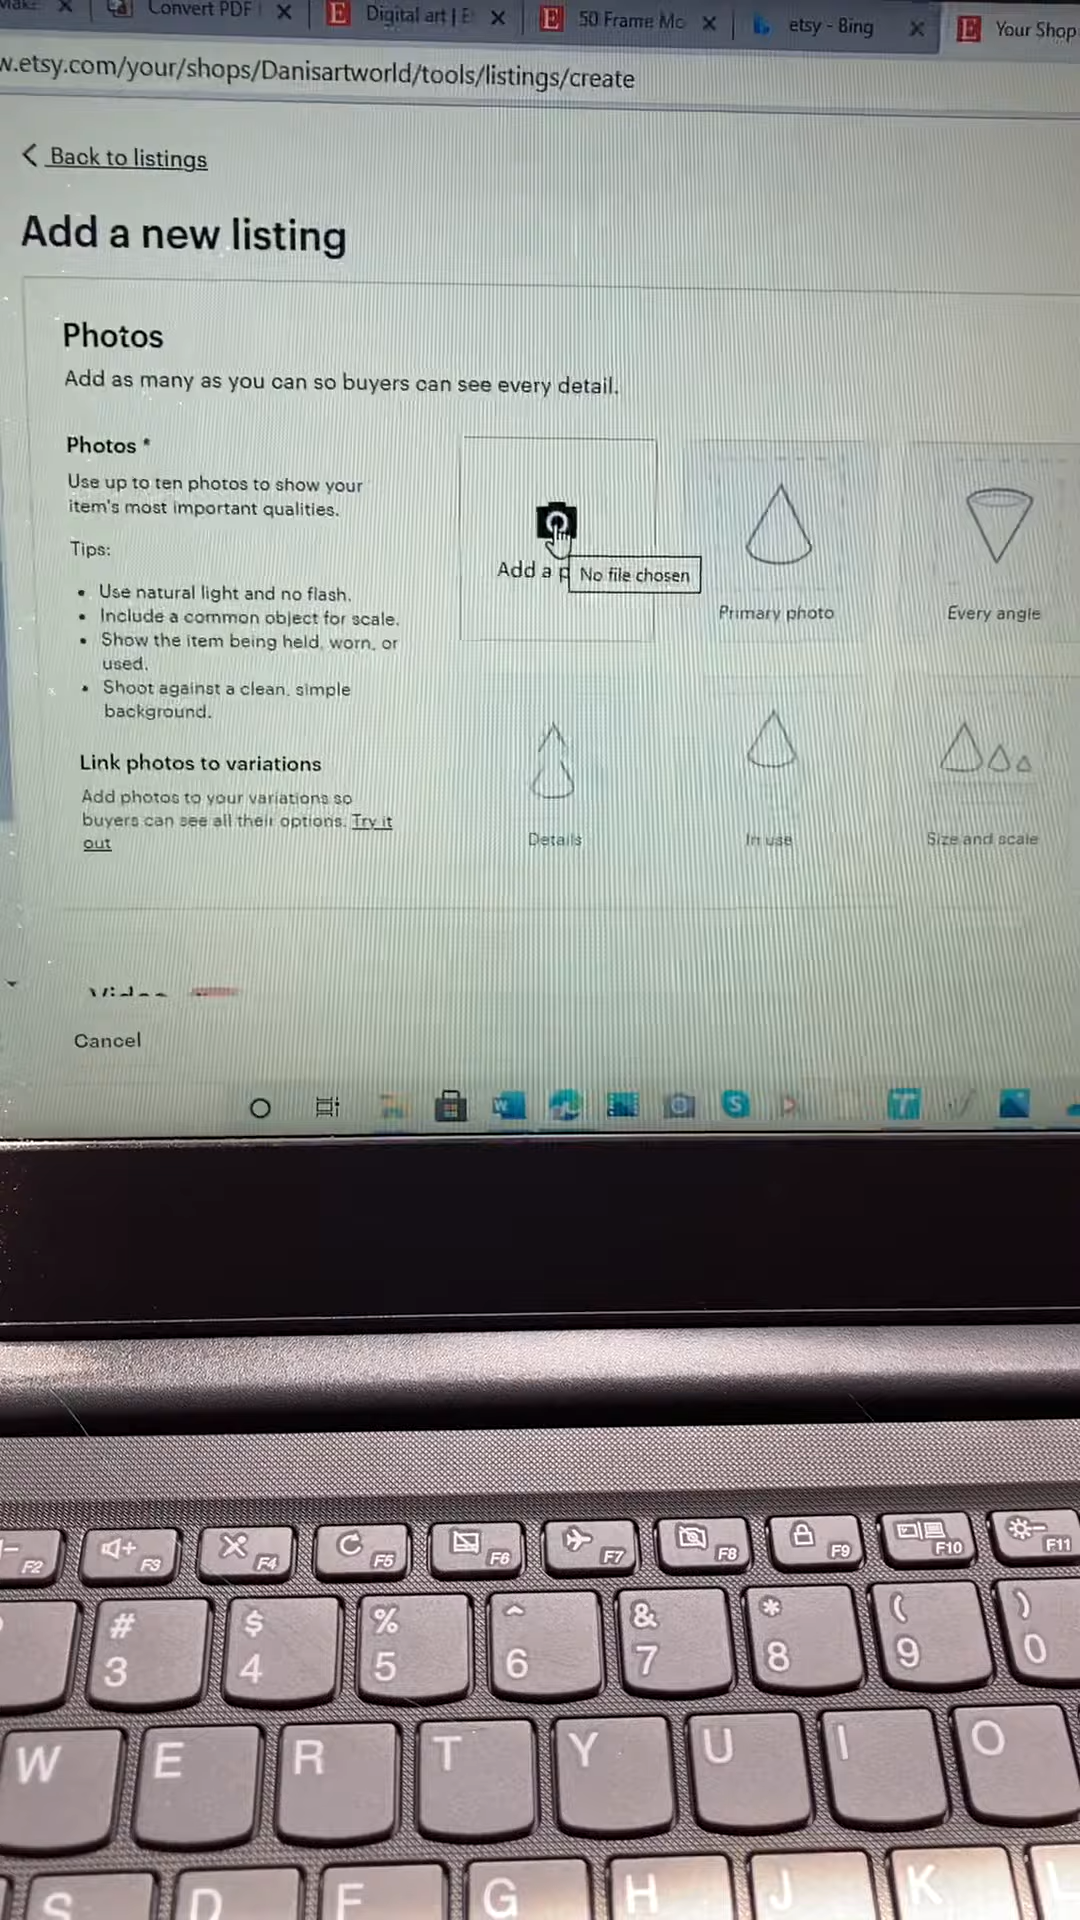 Convert PDF
Digital art | E
50 Frame Mo
etsy - Bing
Your Shop
w.etsy.com/your/shops/Danisartworld/tools/listings/create
Back to listings
Add a new listing
Photos
Add as many as you can so buyers can see every detail.
Photos *
Use up to ten photos to show your
item's most important qualities.
Tips:
Use natural light and no flash.
Include a common object for scale.
Show the item being held, worn, or
used.
Shoot against a clean, simple
background.
Link photos to variations
Add photos to your variations so
buyers can see all their options. Try it
out
Add a p
No file chosen
Primary photo
Every angle
Details
In use
Size and scale
Video
Cancel
F2 F3 F4 F5 F6 F7 F8 F9 F10 F11
# $ % ^ & * ( )
3 4 5 6 7 8 9 0
W E R T Y U I O
S D F G H J K L